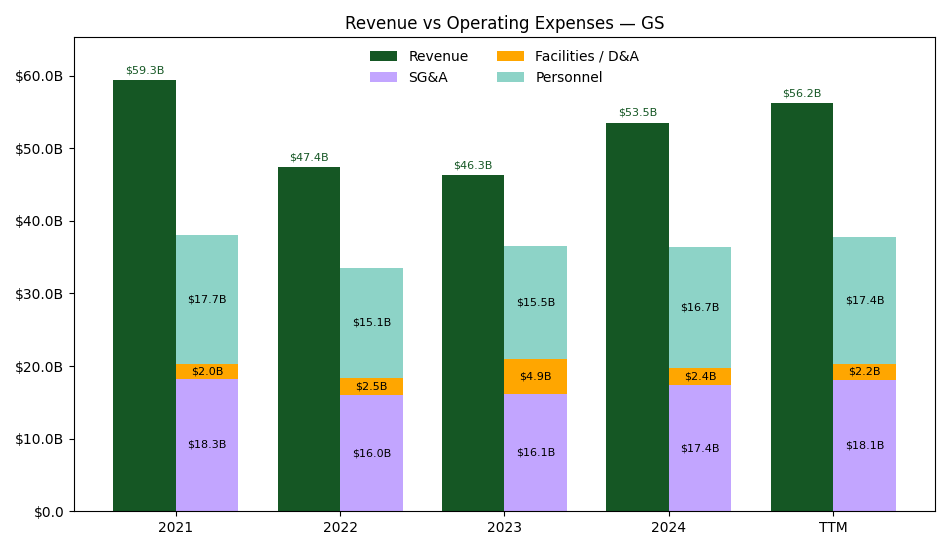 Revenue vs Operating Expenses — GS
Revenue
SG&A
Facilities / D&A
Personnel
$60.0B
$50.0B
$40.0B
$30.0B
$20.0B
$10.0B
$0.0
$59.3B
$17.7B
$2.0B
$18.3B
$47.4B
$15.1B
$2.5B
$16.0B
$46.3B
$15.5B
$4.9B
$16.1B
$53.5B
$16.7B
$2.4B
$17.4B
$56.2B
$17.4B
$2.2B
$18.1B
2021
2022
2023
2024
TTM